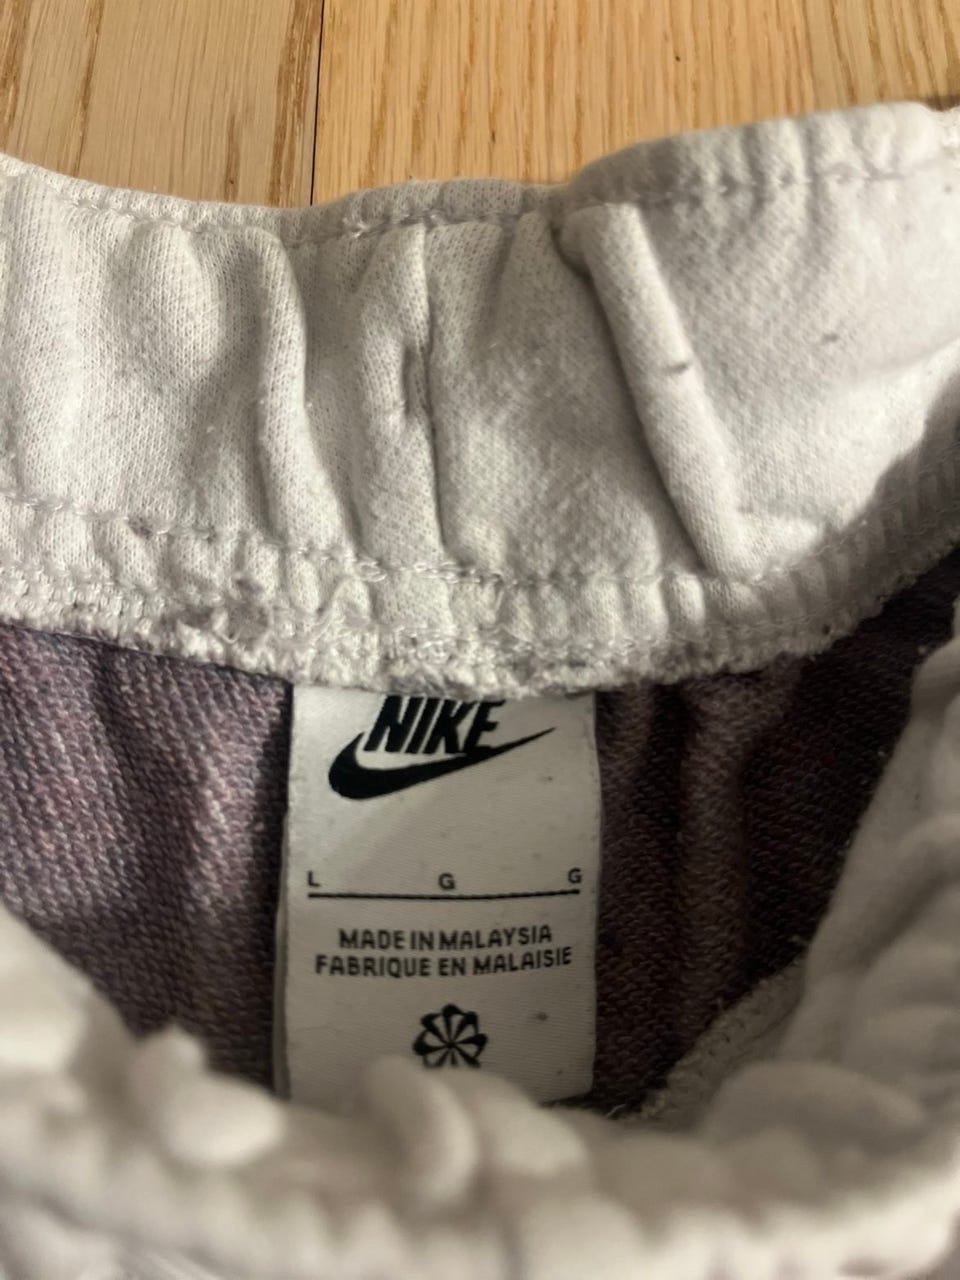 NIKE
L G G
MADE IN MALAYSIA
FABRIQUE EN MALAISIE